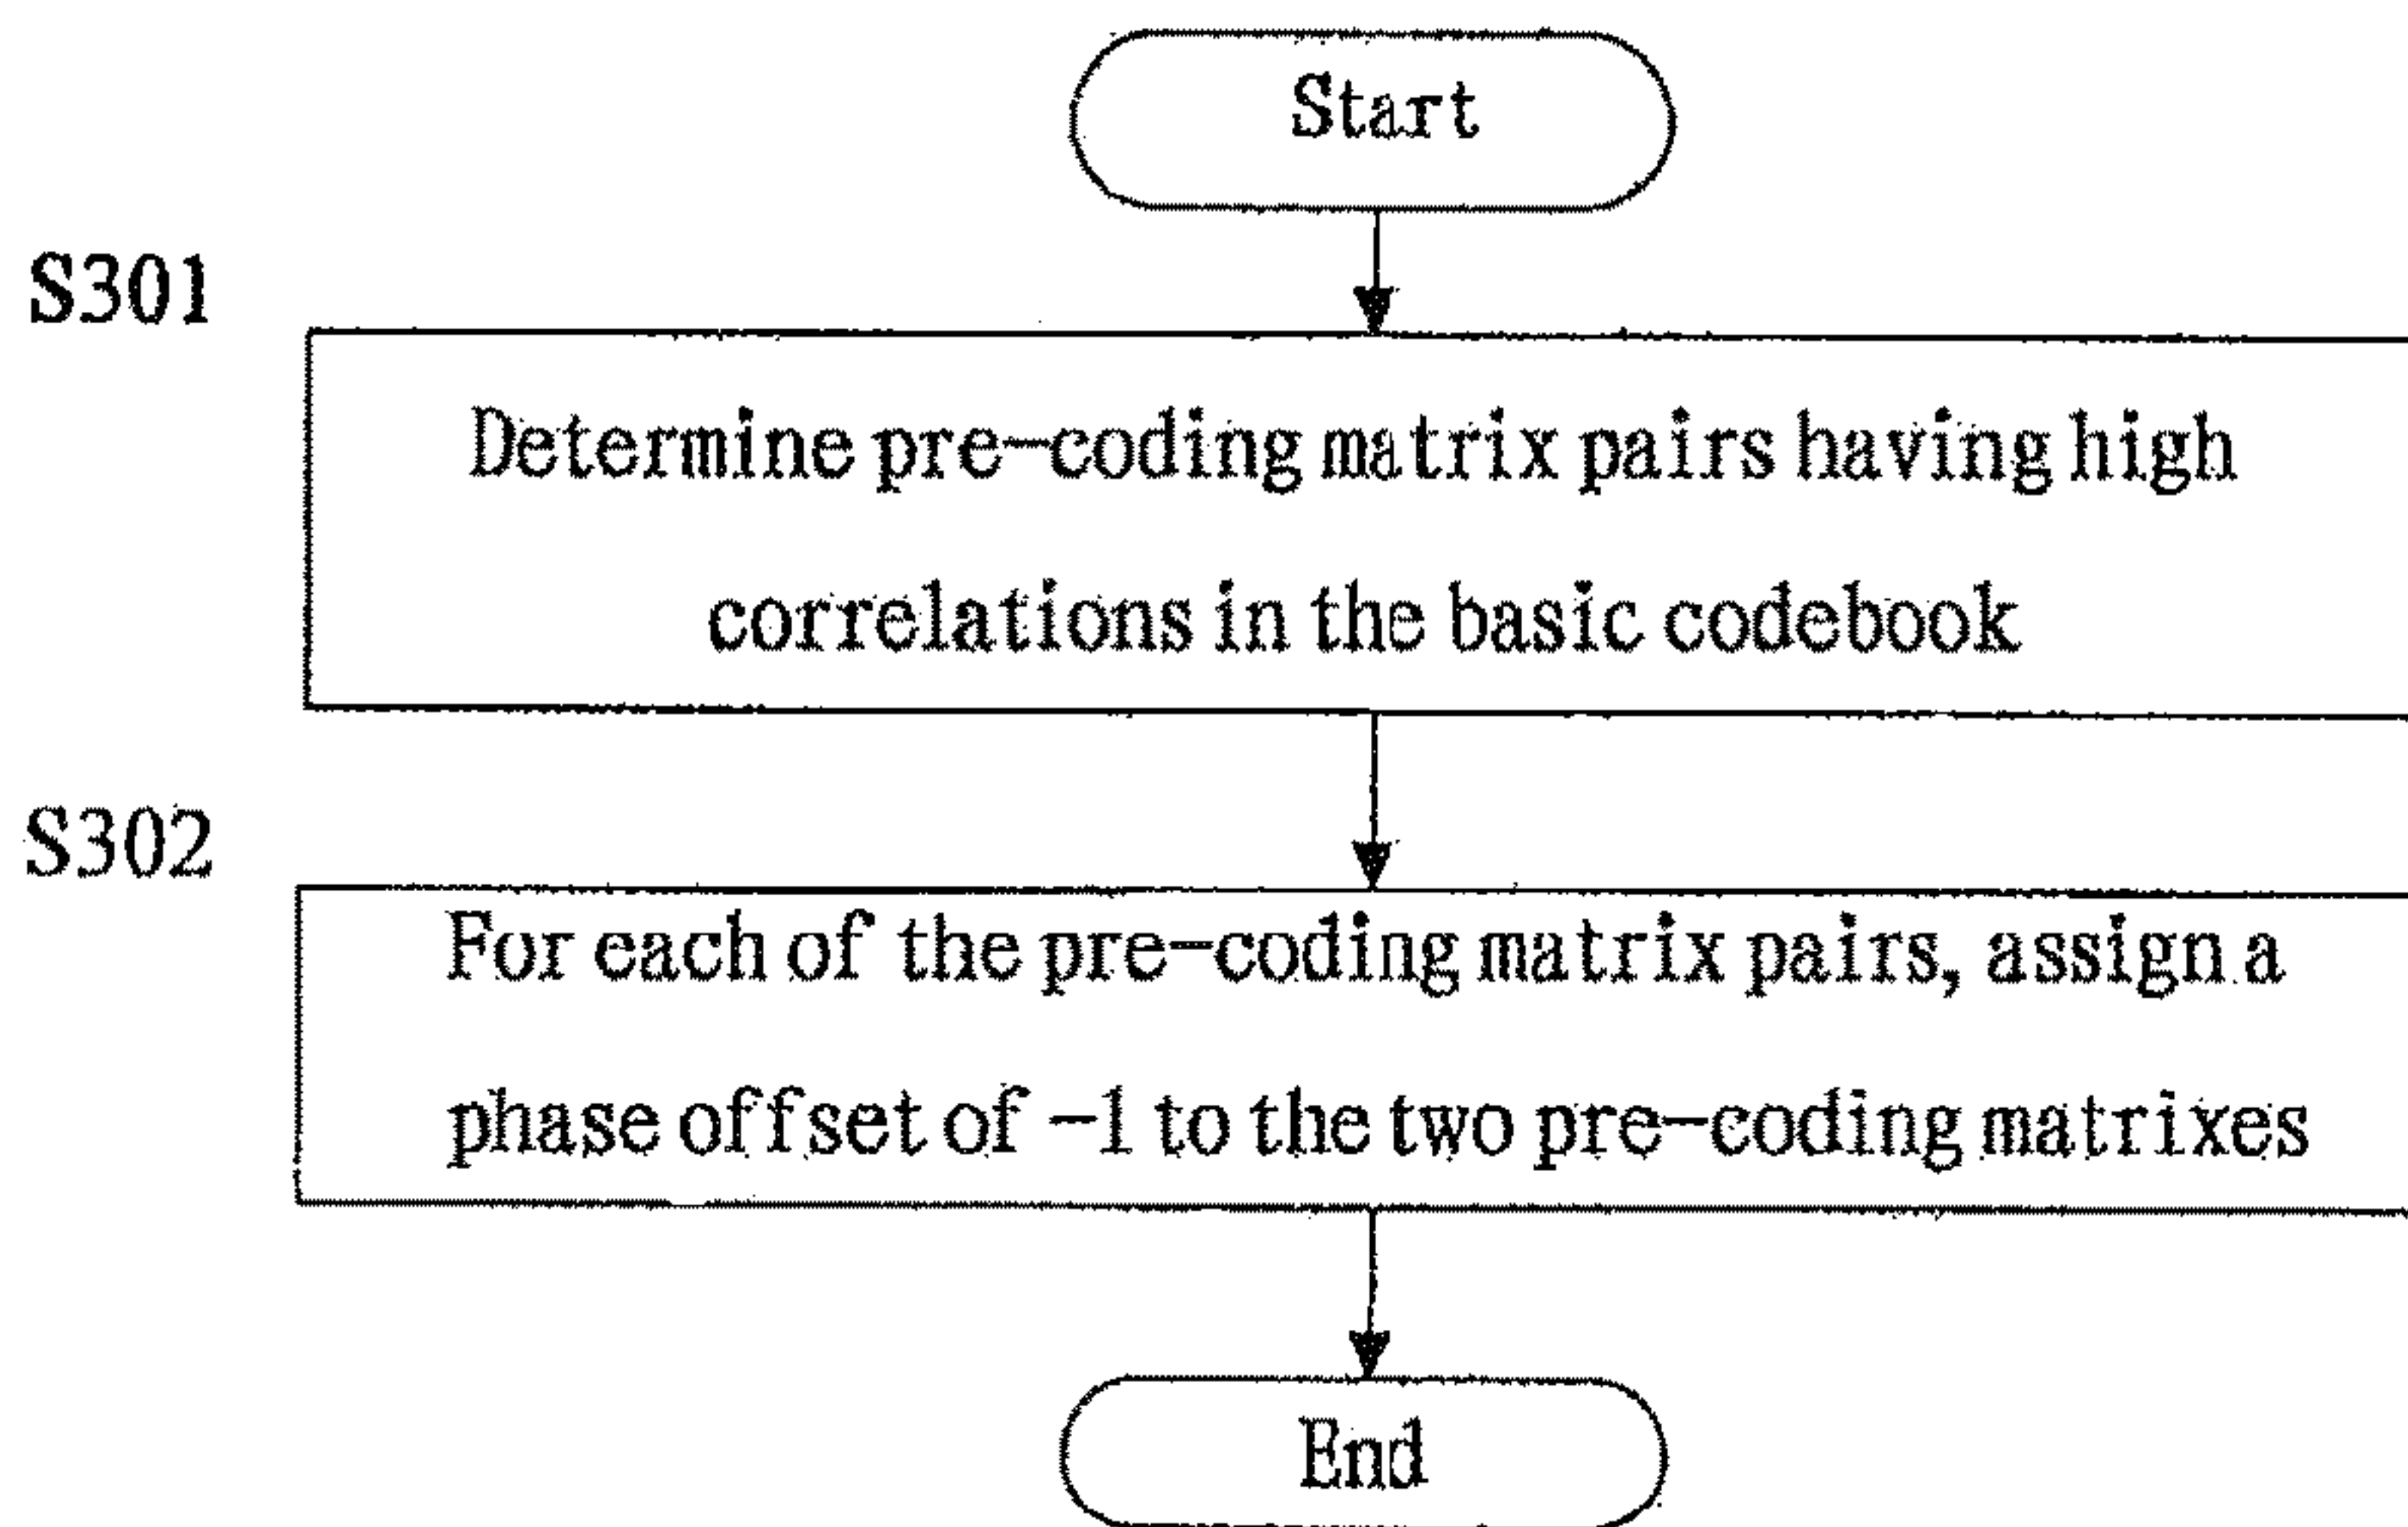 Start
S301
Determine pre-coding matrix pairs having high
correlations in the basic codebook
S302
For each of the pre-coding matrix pairs, assign a
phase offset of -1 to the two pre-coding matrixes
End